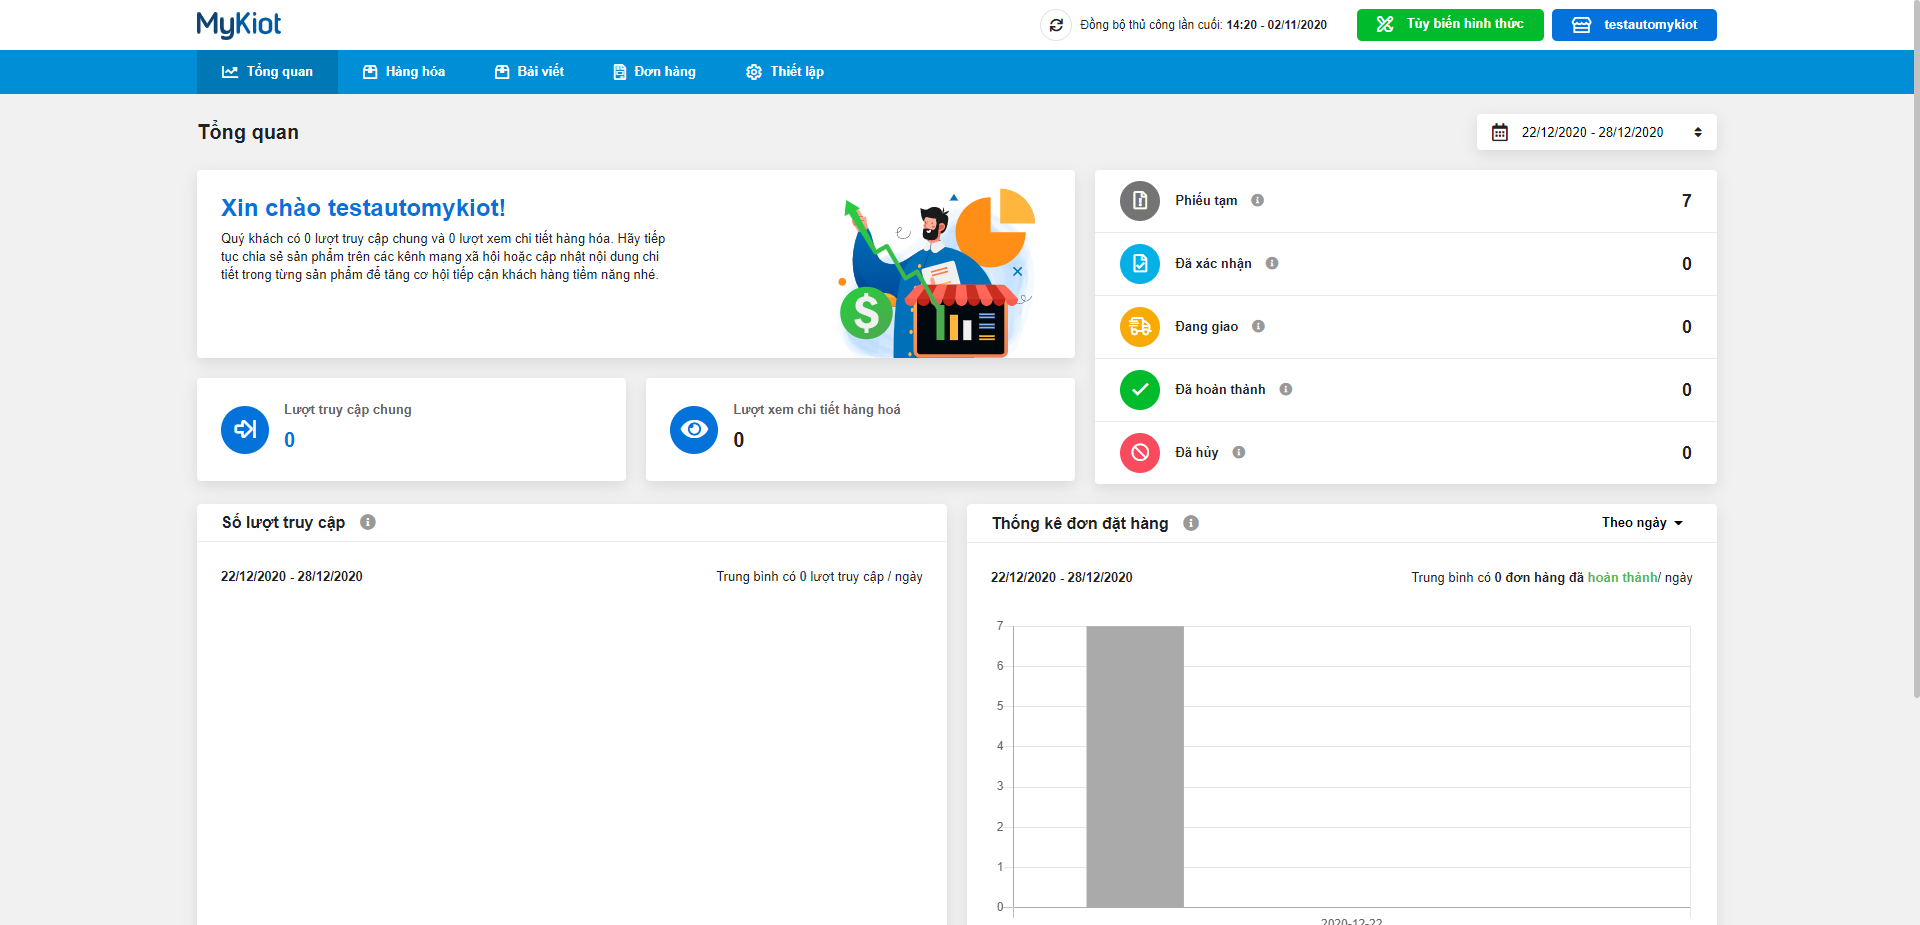 MyKiot
Đồng bộ thủ công lần cuối: 14:20 - 02/11/2020
Tùy biến hình thức
testautomykiot
Tổng quan
Hàng hóa
Bài viết
Đơn hàng
Thiết lập
Tổng quan
22/12/2020 - 28/12/2020
Xin chào testautomykiot!
Quý khách có 0 lượt truy cập chung và 0 lượt xem chi tiết hàng hóa. Hãy tiếp
tục chia sẻ sản phẩm trên các kênh mạng xã hội hoặc cập nhật nội dung chi
tiết trong từng sản phẩm để tăng cơ hội tiếp cận khách hàng tiềm năng nhé.
$
Phiếu tạm
7
Đã xác nhận
0
Đang giao
0
Đã hoàn thành
0
Đã hủy
0
Lượt truy cập chung
0
Lượt xem chi tiết hàng hoá
0
Số lượt truy cập
22/12/2020 - 28/12/2020
Trung bình có 0 lượt truy cập / ngày
Thống kê đơn đặt hàng
Theo ngày
22/12/2020 - 28/12/2020
Trung bình có 0 đơn hàng đã hoàn thành/ ngày
7
6
5
4
3
2
1
0
2020-12-22